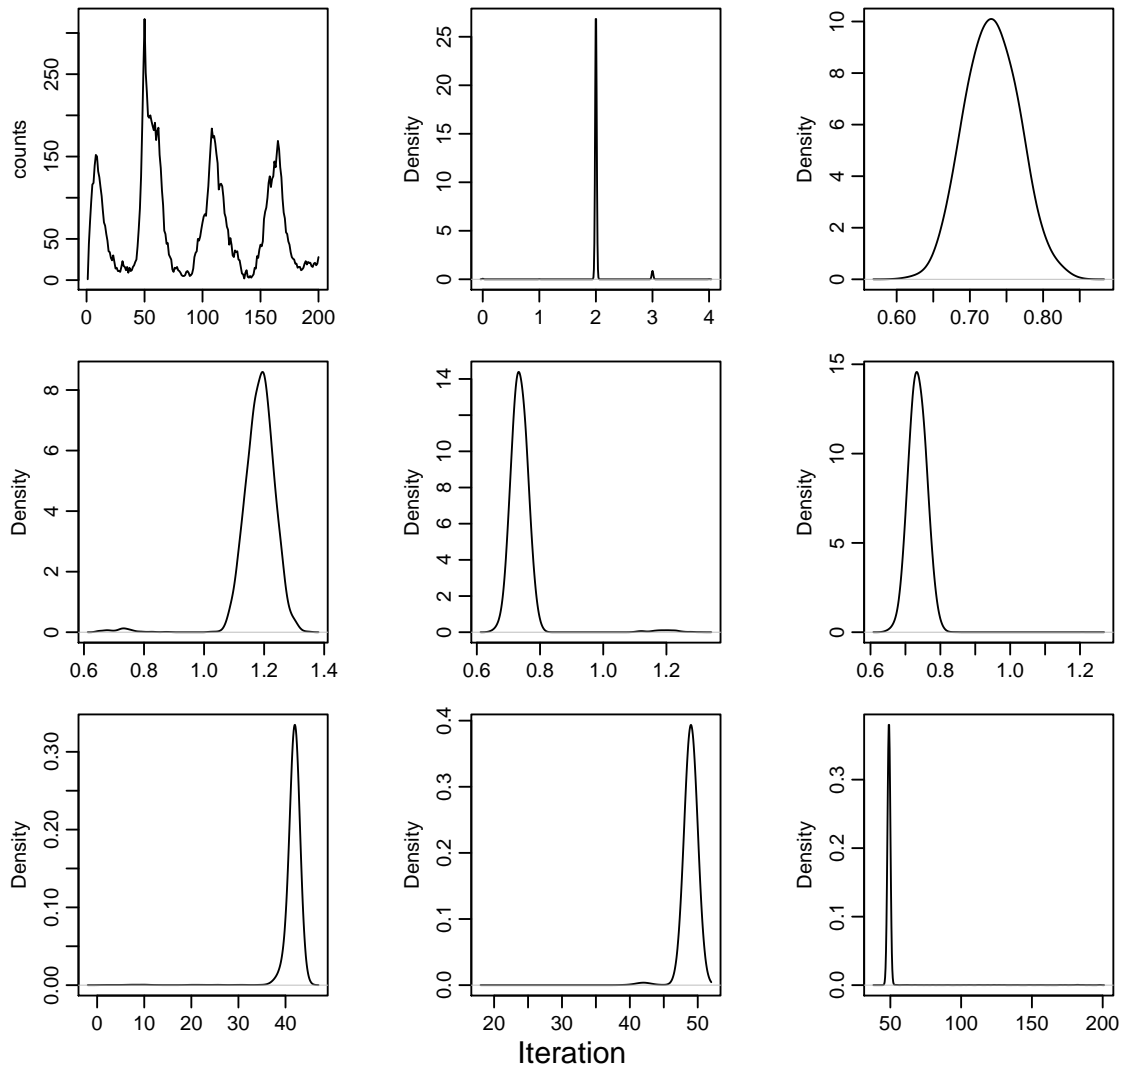 counts
0 50 150 250
0 50 100 150 200
Density
0 5 10 15 20 25
0 1 2 3 4
Density
0 2 4 6 8 10
0.60 0.70 0.80
Density
0 2 4 6 8
0.6 0.8 1.0 1.2 1.4
Density
0 2 4 6 8 10 14
0.6 0.8 1.0 1.2
Density
0 5 10 15
0.6 0.8 1.0 1.2
Density
0.00 0.10 0.20 0.30
0 10 20 30 40
Density
0.0 0.1 0.2 0.3 0.4
20 30 40 50
Density
0.0 0.1 0.2 0.3
50 100 150 200
Iteration